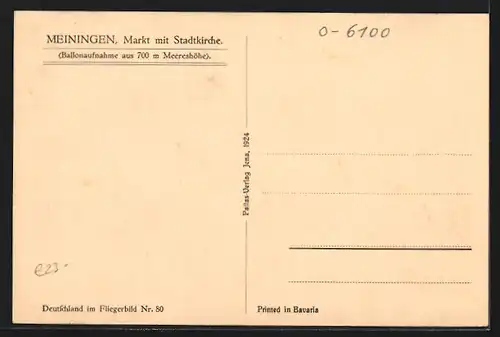 MEININGEN, Markt mit Stadtkirche.
(Ballonaufnahme aus 700 m Meereshöhe).
0-6100
Pallas-Verlag Jena, 1924
e23-
Deutschland im Fliegerbild Nr. 80
Printed in Bavaria